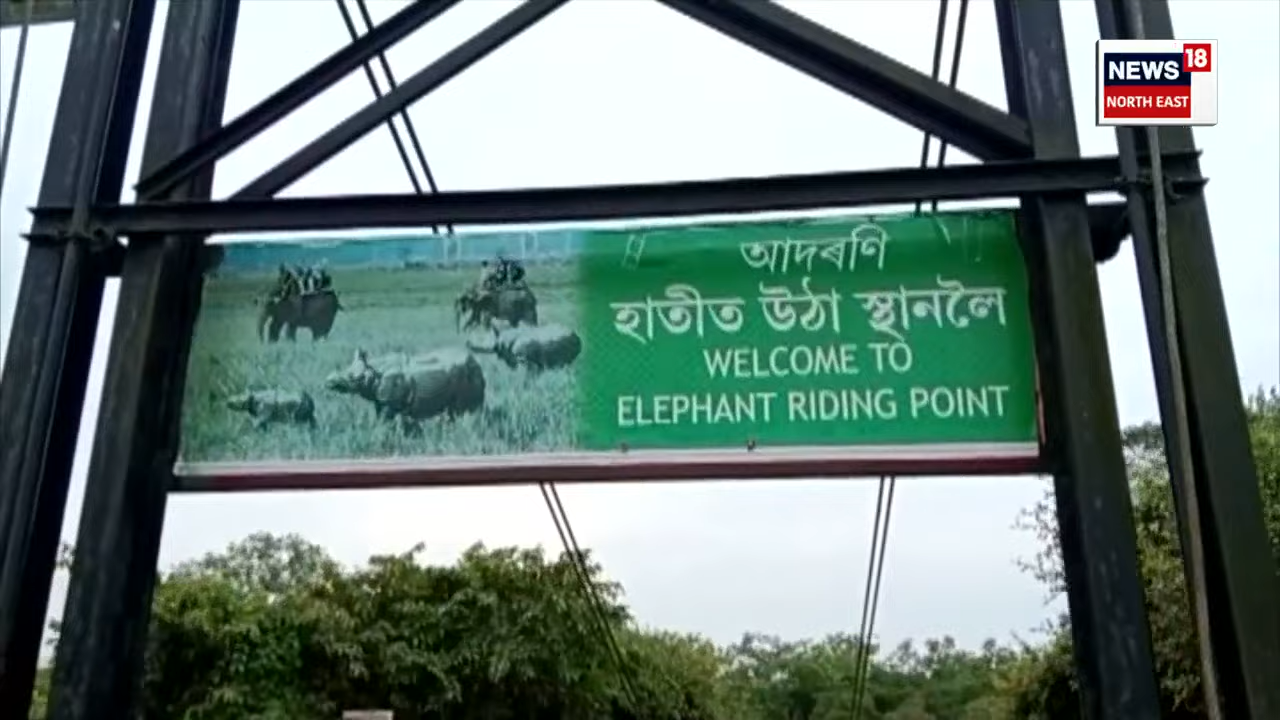 NEWS 18
NORTH EAST
আদৰণি
হাতীত উঠা স্থানলৈ
WELCOME TO
ELEPHANT RIDING POINT